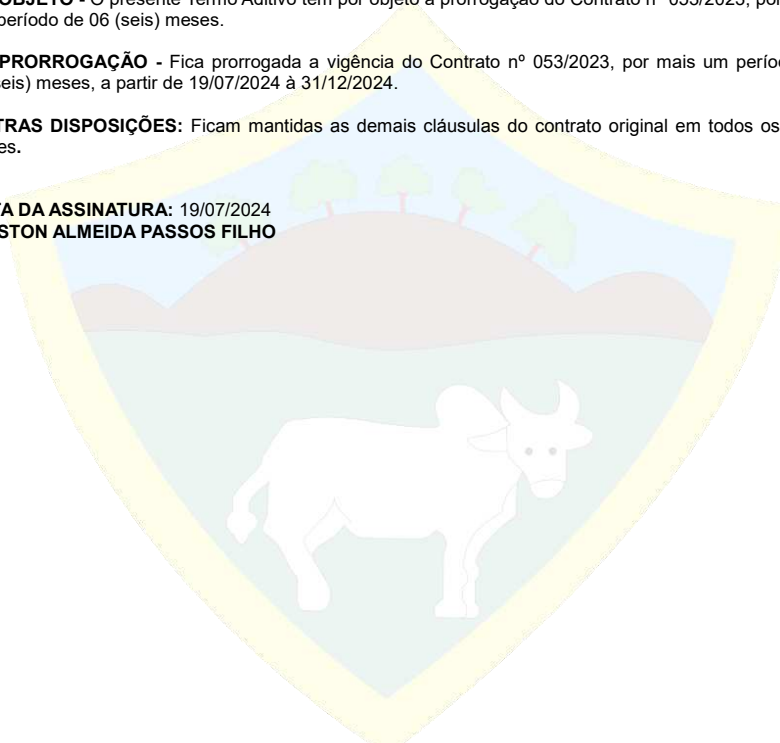 OBJETO - O presente Termo Aditivo tem por objeto a prorrogação do Contrato nº 053/2023, por
período de 06 (seis) meses.
PRORROGAÇÃO - Fica prorrogada a vigência do Contrato nº 053/2023, por mais um perío
seis) meses, a partir de 19/07/2024 à 31/12/2024.
TRAS DISPOSIÇÕES: Ficam mantidas as demais cláusulas do contrato original em todos os
es.
TA DA ASSINATURA: 19/07/2024
STON ALMEIDA PASSOS FILHO